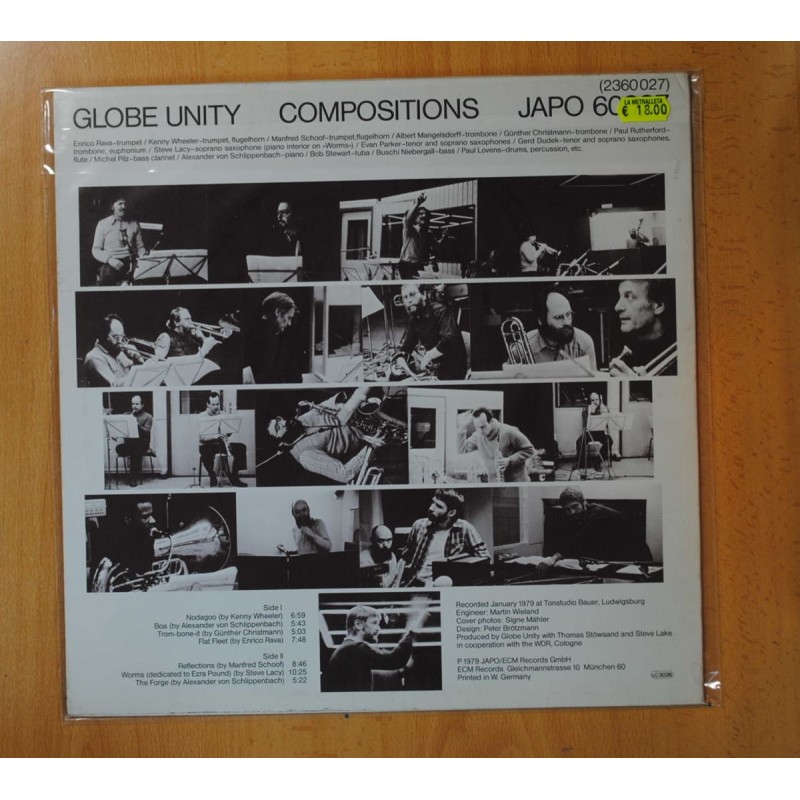 (2360 027)
GLOBE UNITY COMPOSITIONS JAPO 60
LA METRALLETA
€ 18.00
Enrico Rava–trumpet / Kenny Wheeler–trumpet, flugelhorn / Manfred Schoof–trumpet,flugelhorn / Albert Mangelsdorff–trombone / Günther Christmann–trombone / Paul Rutherford–
trombone, euphonium / Steve Lacy–soprano saxophone (piano interior on »Worms«) / Evan Parker–tenor and soprano saxophones / Gerd Dudek–tenor and soprano saxophones,
flute / Michel Pilz–bass clarinet / Alexander von Schlippenbach–piano / Bob Stewart–tuba / Buschi Niebergall–bass / Paul Lovens–drums, percussion, etc.
Side I
Nodagoo (by Kenny Wheeler) 6:59
Boa (by Alexander von Schlippenbach) 5:43
Trom-bone-it (by Günther Christmann) 5:03
Flat Fleet (by Enrico Rava) 7:48
Side II
Reflections (by Manfred Schoof) 8:46
Worms (dedicated to Ezra Pound) (by Steve Lacy) 10:25
The Forge (by Alexander von Schlippenbach) 5:22
Recorded January 1979 at Tonstudio Bauer, Ludwigsburg
Engineer: Martin Wieland
Cover photos: Signe Mähler
Design: Peter Brötzmann
Produced by Globe Unity with Thomas Stöwsand and Steve Lake
in cooperation with the WDR, Cologne
P 1979 JAPO/ECM Records GmbH
ECM Records Gleichmannstrasse 10 München 60
Printed in W. Germany